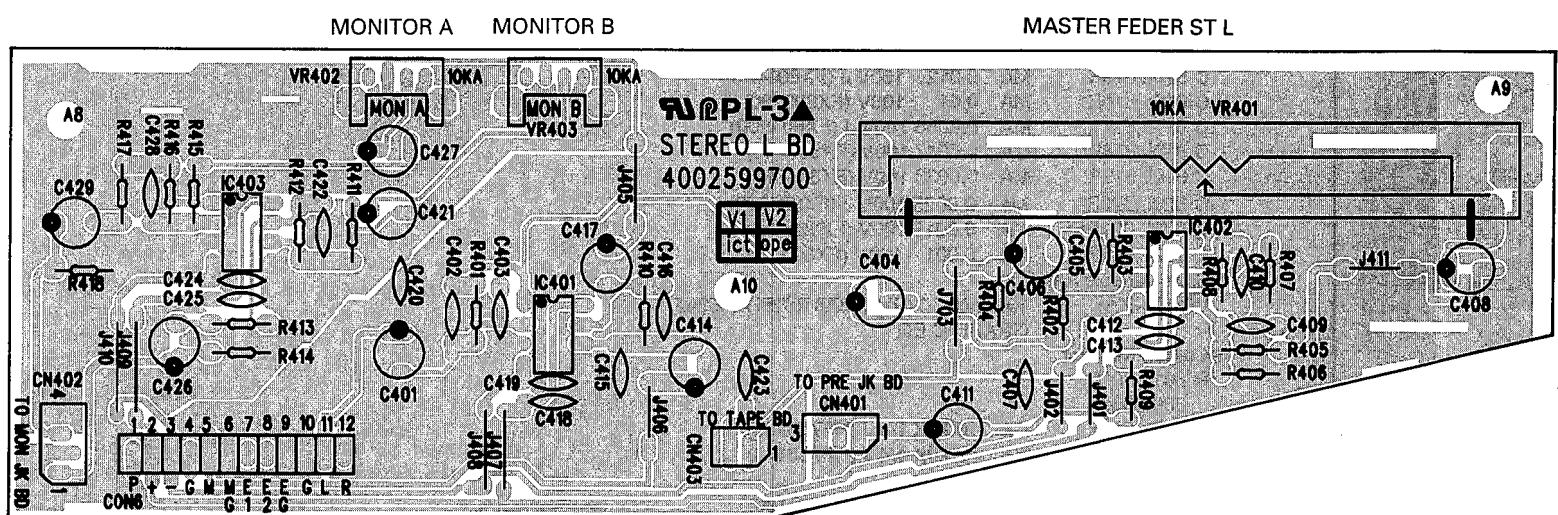 MONITOR A
MONITOR B
MASTER FEDER ST L
VR402
10KA
10KA
MON A
MON B
VR403
A8
A9
10KA
VR401
PL-3
STEREO L BD
4002599700
V1
V2
ict
ope
R417
C428
R416
R415
C429
IC403
R412
C422
R411
C427
C421
J405
C417
R418
C424
C425
C420
C402
R401
C403
IC401
R410
C416
A10
C404
J703
R404
C406
R402
C405
R403
IC402
R408
C410
R407
J411
C408
R413
R414
J410
J409
C426
C401
C414
C415
C419
C418
C423
C412
C413
C409
R405
R406
C407
J402
J401
R409
CN402
TO MON JK BD
1
1 2 3 4 5 6 7 8 9 10 11 12
P + - G M M E E E G L R
G 1 2 G
CON6
J408
J407
J406
TO TAPE BD
CN403
1
TO PRE JK BD
CN401
3
1
C411